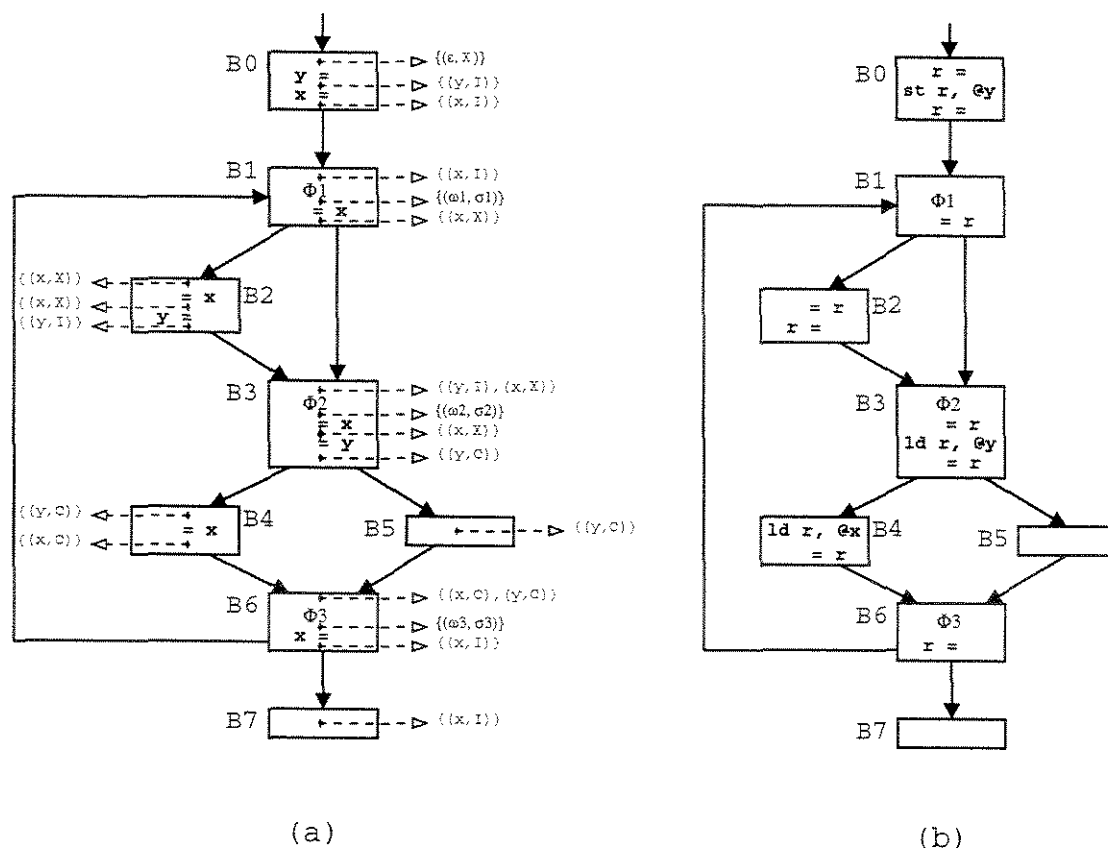 B0
{(ε, X)}
y =
((y,I))
x =
((x,I))
B1
((x,I))
Φ1
{(ω1, σ1)}
= x
((x,X))
B2
((x,X))
= x
((x,X))
y =
((y,I))
B3
((y,I),(x,X))
Φ2
{(ω2, σ2)}
= x
((x,X))
= y
((y,C))
B4
((y,C))
= x
((x,C))
B5
((y,C))
B6
((x,C),(y,C))
Φ3
{(ω3, σ3)}
x =
((x,I))
B7
((x,I))
(a)
B0
r =
st r, @y
r =
B1
Φ1
= r
B2
= r
r =
B3
Φ2
= r
ld r, @y
= r
B4
ld r, @x
= r
B5
B6
Φ3
r =
B7
(b)